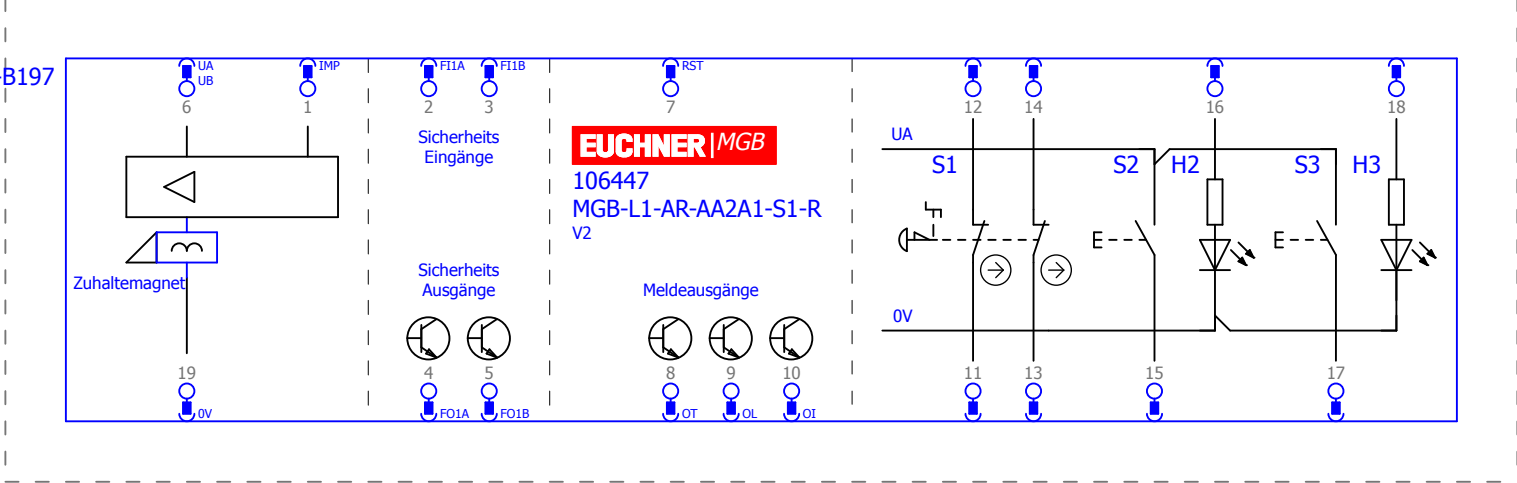 -B197
UA
UB
IMP
FI1A
FI1B
RST
6
1
2
3
7
12
14
16
18
Sicherheits
Eingänge
EUCHNER|MGB
106447
MGB-L1-AR-AA2A1-S1-R
V2
UA
S1
S2
H2
S3
H3
Zuhaltemagnet
Sicherheits
Ausgänge
Meldeausgänge
0V
19
4
5
8
9
10
11
13
15
17
0V
FO1A
FO1B
OT
OL
OI